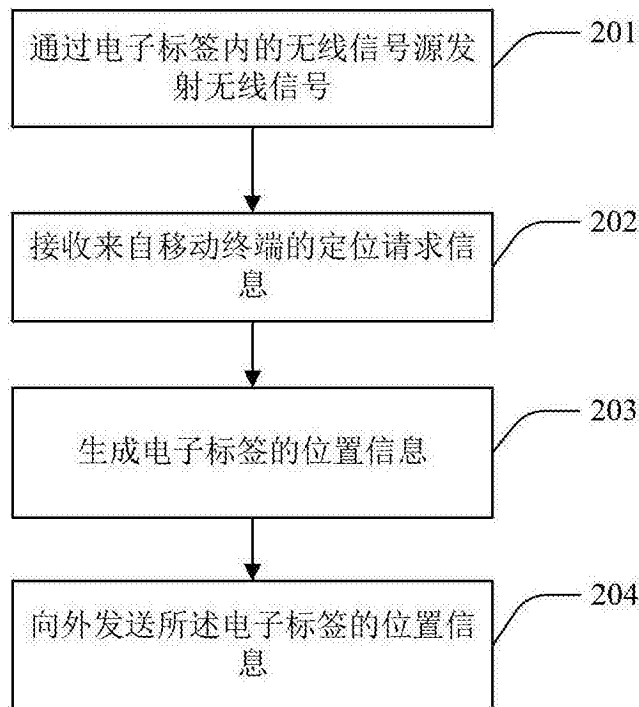 通过电子标签内的无线信号源发
射无线信号
201
接收来自移动终端的定位请求信
息
202
生成电子标签的位置信息
203
向外发送所述电子标签的位置信
息
204